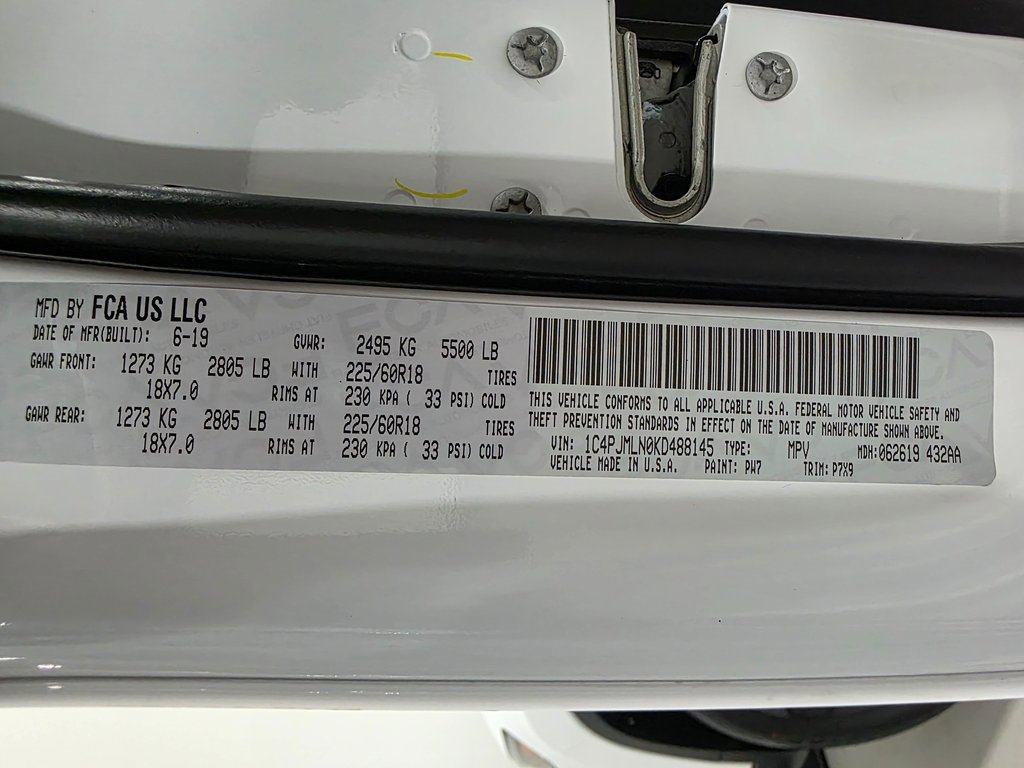 MFD BY FCA US LLC
DATE OF MFR(BUILT): 6-19 GVWR: 2495 KG 5500 LB
GAWR FRONT: 1273 KG 2805 LB WITH 225/60R18 TIRES
18X7.0 RIMS AT 230 KPA ( 33 PSI) COLD
GAWR REAR: 1273 KG 2805 LB WITH 225/60R18 TIRES
18X7.0 RIMS AT 230 KPA ( 33 PSI) COLD
THIS VEHICLE CONFORMS TO ALL APPLICABLE U.S.A. FEDERAL MOTOR VEHICLE SAFETY AND
THEFT PREVENTION STANDARDS IN EFFECT ON THE DATE OF MANUFACTURE SHOWN ABOVE.
VIN: 1C4PJMLN0KD488145 TYPE: MPV MDH:062619 432AA
VEHICLE MADE IN U.S.A. PAINT: PW7 TRIM: P7X9